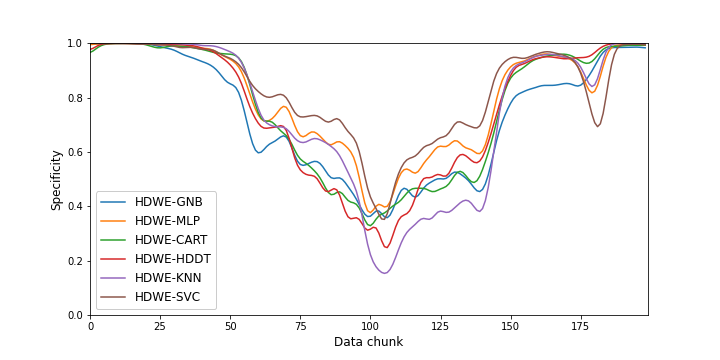 1.0
0.8
0.6
0.4
0.2
0.0
Specificity
HDWE-GNB
HDWE-MLP
HDWE-CART
HDWE-HDDT
HDWE-KNN
HDWE-SVC
0 25 50 75 100 125 150 175
Data chunk